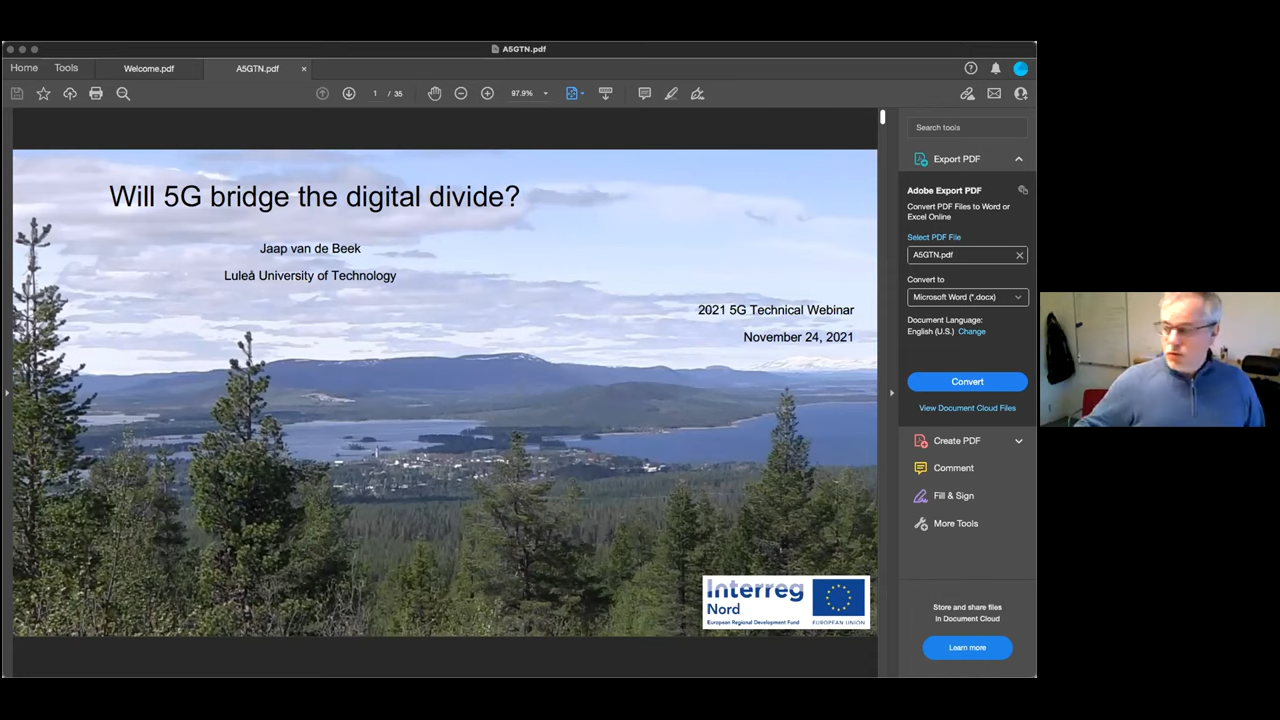 A5GTN.pdf
Home
Tools
Welcome.pdf
A5GTN.pdf
1 / 35
97.9%
Search tools
Export PDF
Will 5G bridge the digital divide?
Jaap van de Beek
Luleå University of Technology
2021 5G Technical Webinar
November 24, 2021
Interreg
Nord
European Regional Development Fund
EUROPEAN UNION
Adobe Export PDF
Convert PDF Files to Word or
Excel Online
Select PDF File
A5GTN.pdf
Convert to
Microsoft Word (*.docx)
Document Language:
English (U.S.) Change
Convert
View Document Cloud Files
Create PDF
Comment
Fill & Sign
More Tools
Store and share files
in Document Cloud
Learn more